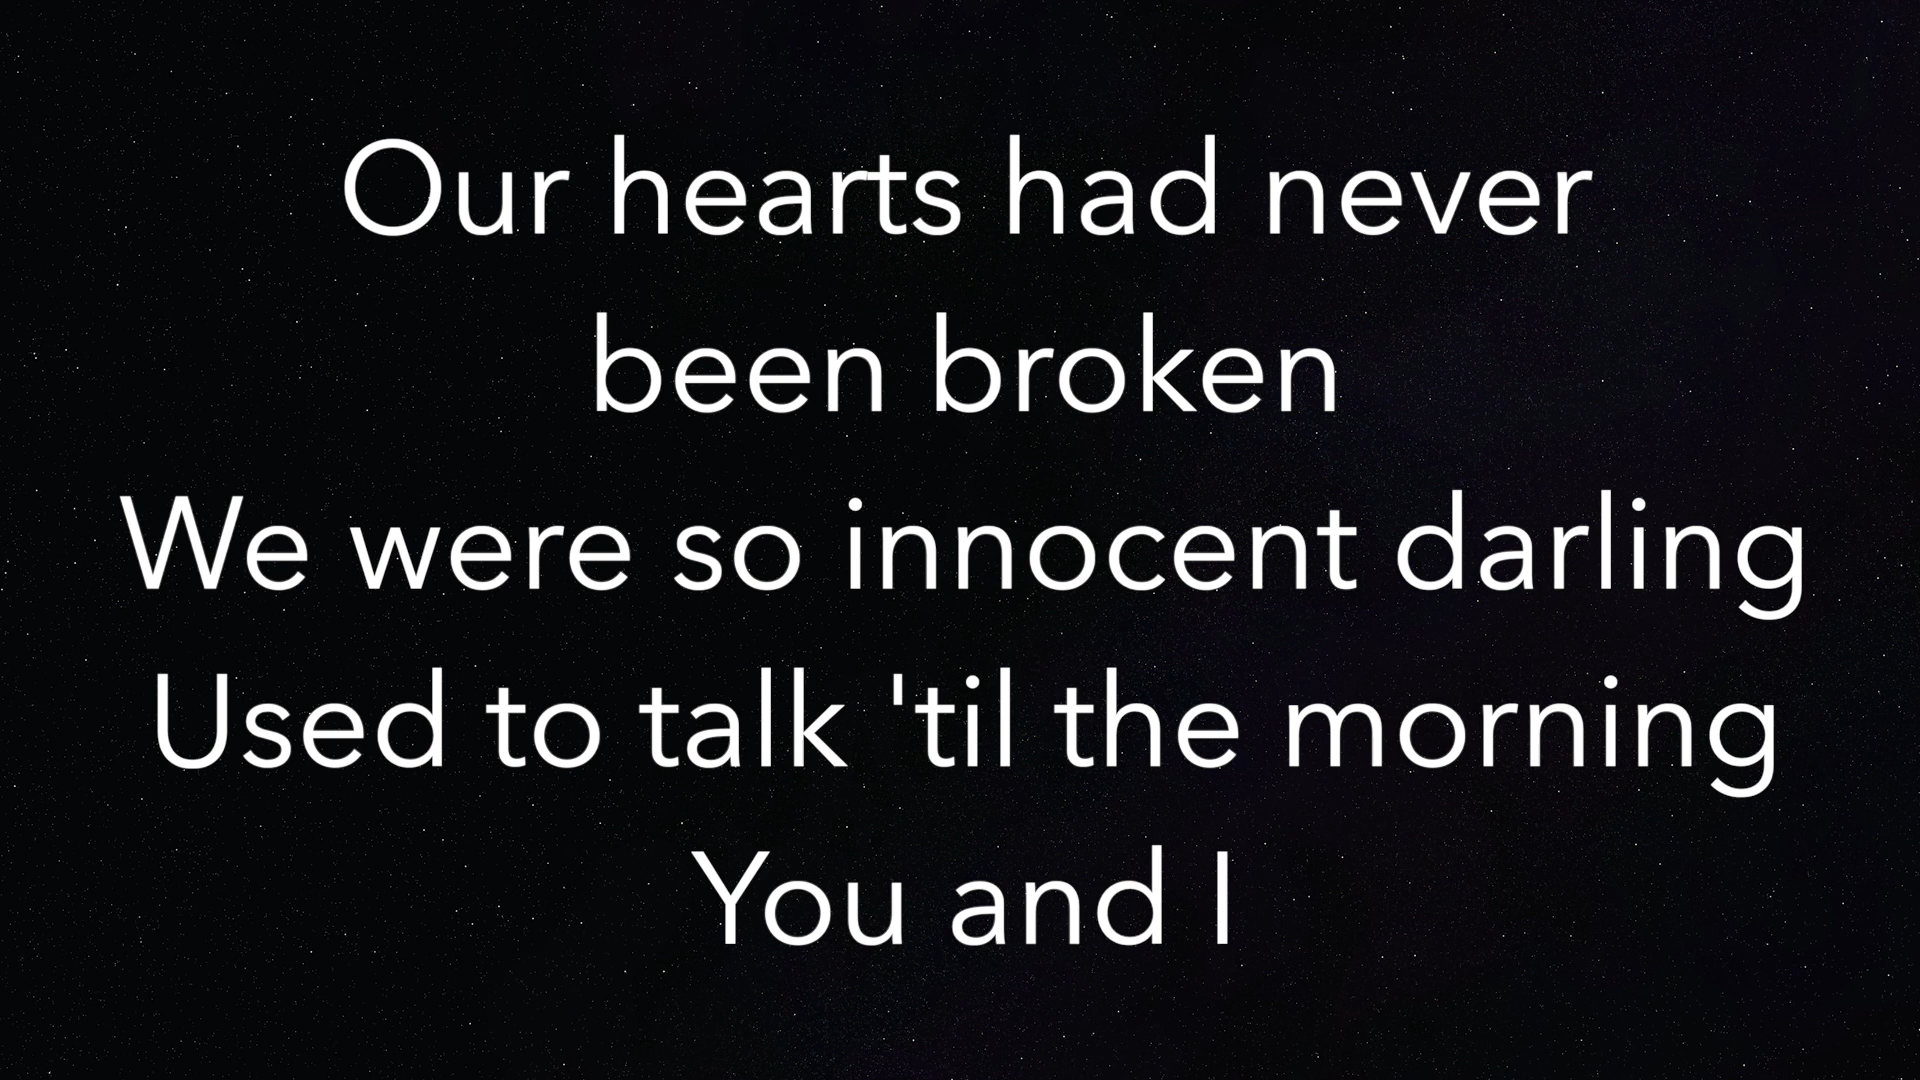 Our hearts had never
been broken
We were so innocent darling
Used to talk 'til the morning
You and I